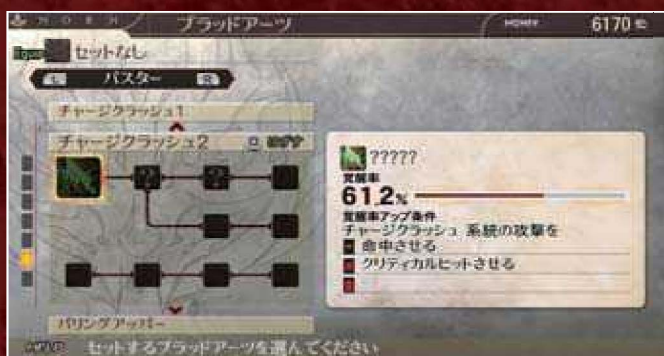 ブラッドアーツ
MONEY
6170
セットなし
L
バスター
R
チャージクラッシュ1
チャージクラッシュ2
?????
覚醒率
61.2%
覚醒率アップ条件
チャージクラッシュ 系統の攻撃を
命中させる
クリティカルヒットさせる
パリングアッパー
セットするブラッドアーツを選んでください